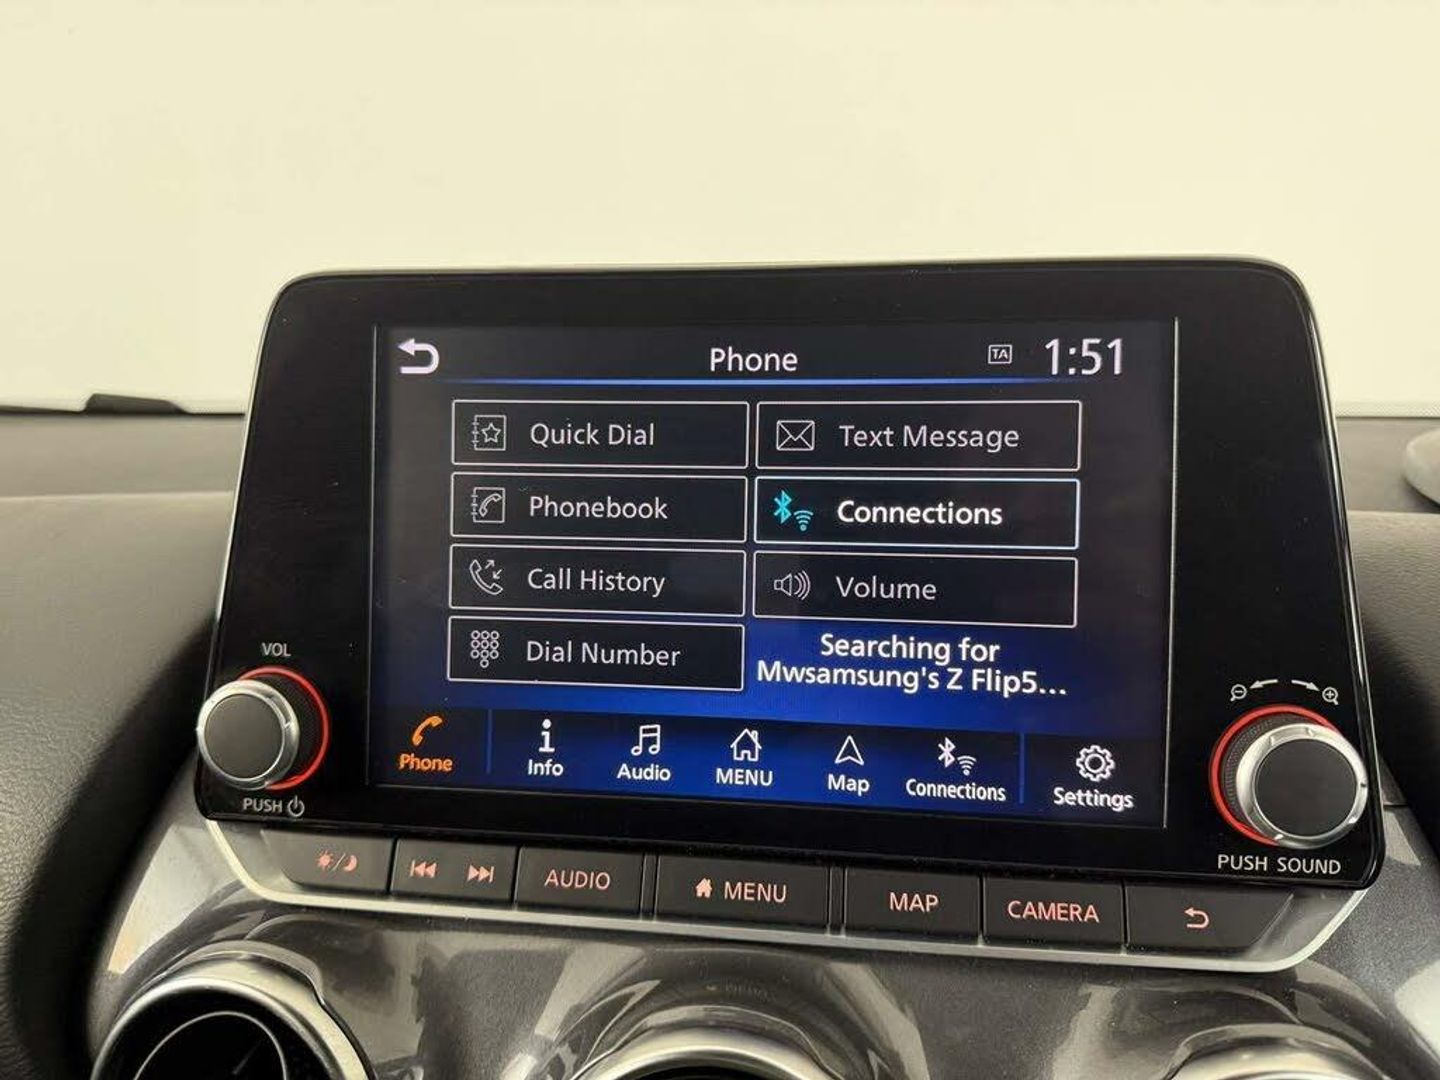 Phone
TA
1:51
Quick Dial
Text Message
Phonebook
Connections
Call History
Volume
Dial Number
Searching for
Mwsamsung's Z Flip5...
Phone
Info
Audio
MENU
Map
Connections
Settings
VOL
PUSH
PUSH SOUND
AUDIO
MENU
MAP
CAMERA